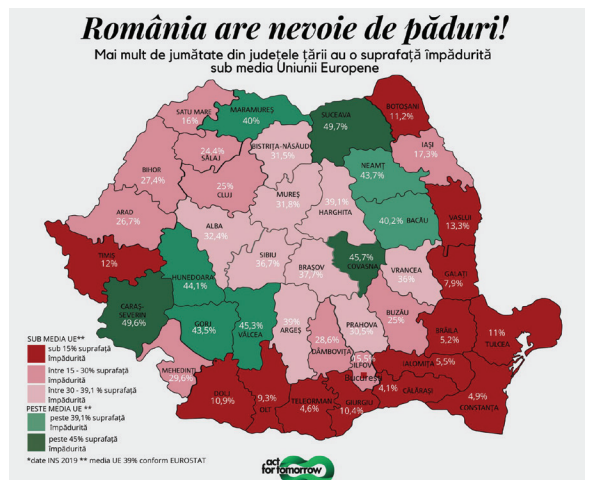 România are nevoie de păduri!
Mai mult de jumătate din județele țării au o suprafață împădurită
sub media Uniunii Europene
BOTOȘANI
11,2%
SUCEAVA
49,7%
MARAMUREȘ
40%
SATU MARE
16%
IAȘI
17,3%
BISTRIȚA-NĂSĂUD
31,5%
24,4%
SĂLAJ
NEAMȚ
43,7%
BIHOR
27,4%
25%
CLUJ
MUREȘ
31,8%
39,1%
HARGHITA
40,2% BACĂU
VASLUI
13,3%
ARAD
26,7%
ALBA
32,4%
SIBIU
36,7%
BRAȘOV
37,7%
45,7%
COVASNA
VRANCEA
36%
GALAȚI
7,9%
TIMIȘ
12%
HUNEDOARA
44,1%
CARAȘ-
SEVERIN
49,6%
GORJ
43,5%
45,3%
VÂLCEA
39%
ARGEȘ
28,6%
DÂMBOVIȚA
PRAHOVA
BUZĂU
25%
BRĂILA
5,2%
11%
TULCEA
MEHEDINȚI
29,6%
ILFOV
București
IALOMIȚA
5,5%
DOLJ
10,9%
9,3%
OLT
TELEORMAN
4,6%
GIURGIU
10,4%
4,1%
CĂLĂRAȘI
4,9%
CONSTANȚA
SUB MEDIA UE**
sub 15% suprafață
împădurită
între 15 - 30% suprafață
împădurită
între 30 - 39,1 % suprafață
împădurită
PESTE MEDIA UE **
peste 39,1% suprafață
împădurită
peste 45% suprafață
împădurită
*date INS 2019 ** media UE 39% conform EUROSTAT
act
for tomorrow